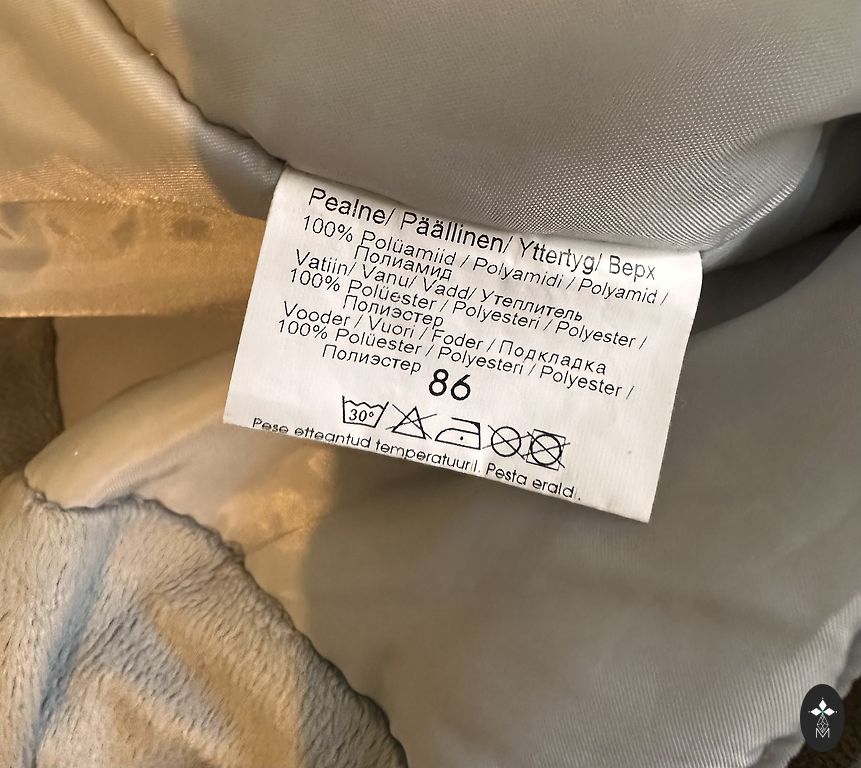 Pealne/ Päällinen/ Yttertyg/ Верх
100% Polüamiid / Polyamidi / Polyamid /
Полиамид
Vatiin/ Vanu/ Vadd/ Утеплитель
100% Polüester / Polyesteri / Polyester /
Полиэстер
Vooder / Vuori / Foder / Подкладка
100% Polüester / Polyesteri / Polyester /
Полиэстер
86
30°
Pese etteantud temperatuuril. Pesta eraldi.
M